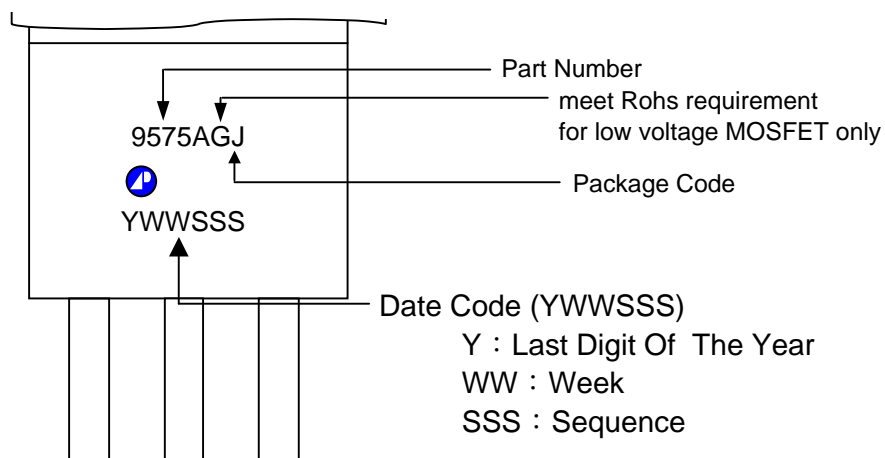 Part Number
meet Rohs requirement
for low voltage MOSFET only
9575AGJ
Package Code
YWWSSS
Date Code (YWWSSS)
Y：Last Digit Of The Year
WW：Week
SSS：Sequence